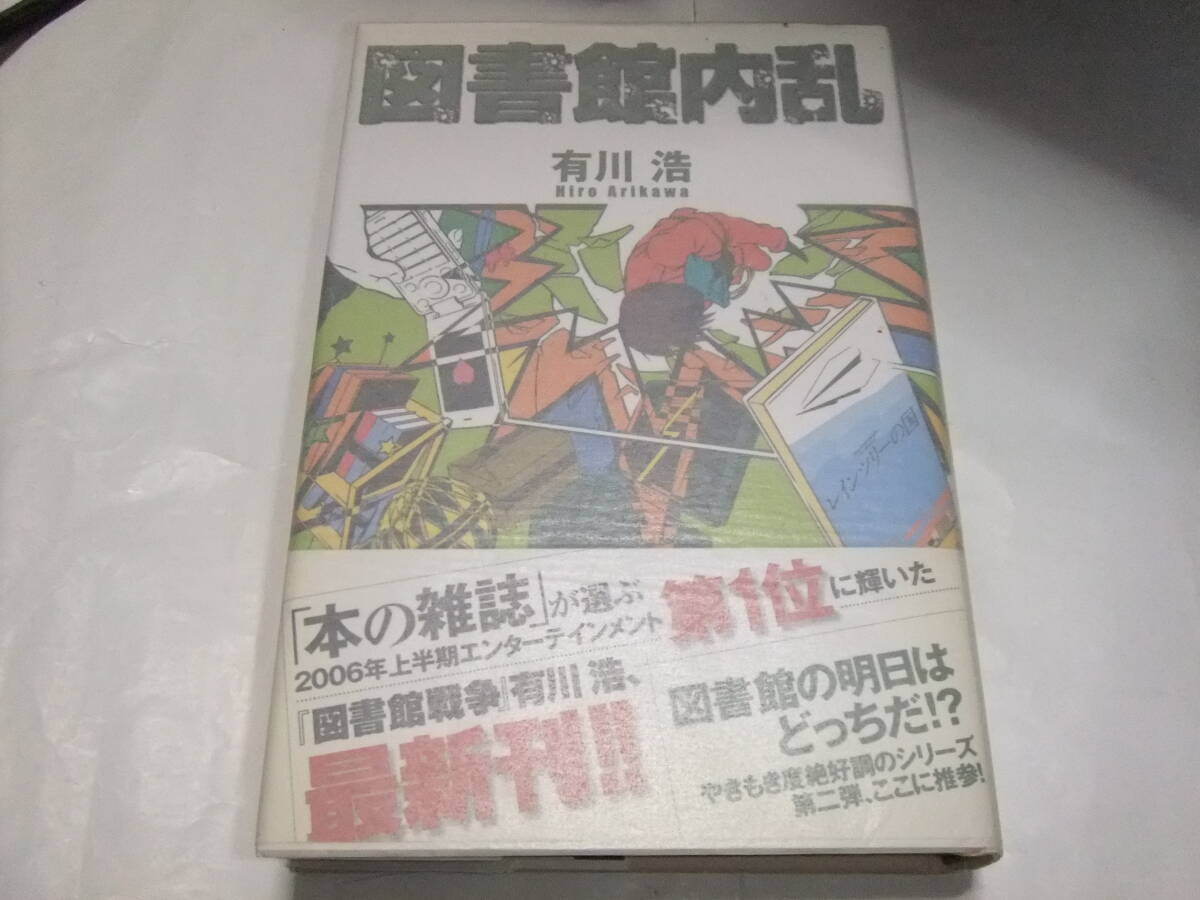 図書館内乱
有川 浩
Hiro Arikawa
レインツリーの国
「本の雑誌」が選ぶ
2006年上半期エンターテインメント
第1位に輝いた
『図書館戦争』有川 浩、
最新刊!!
図書館の明日は
どっちだ!?
やきもき度絶好調のシリーズ
第二弾、ここに推参!